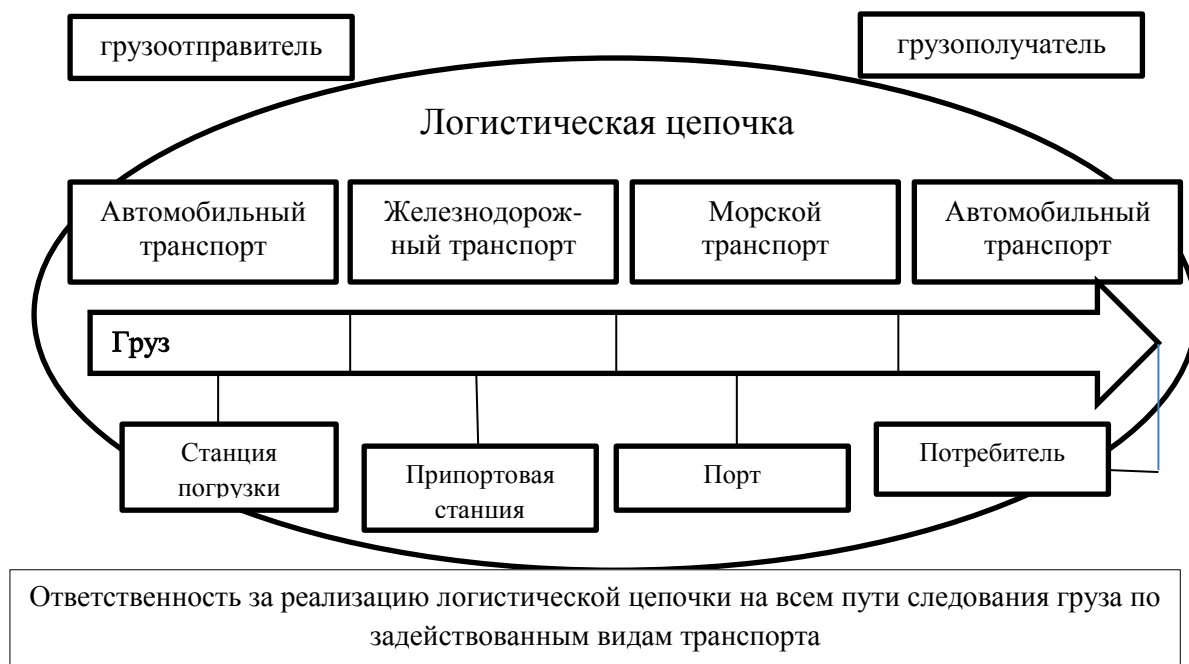 грузоотправитель
грузополучатель
Логистическая цепочка
Автомобильный
транспорт
Железнодорож-
ный транспорт
Морской
транспорт
Автомобильный
транспорт
Груз
Станция
погрузки
Припортовая
станция
Порт
Потребитель
Ответственность за реализацию логистической цепочки на всем пути следования груза по
задействованным видам транспорта